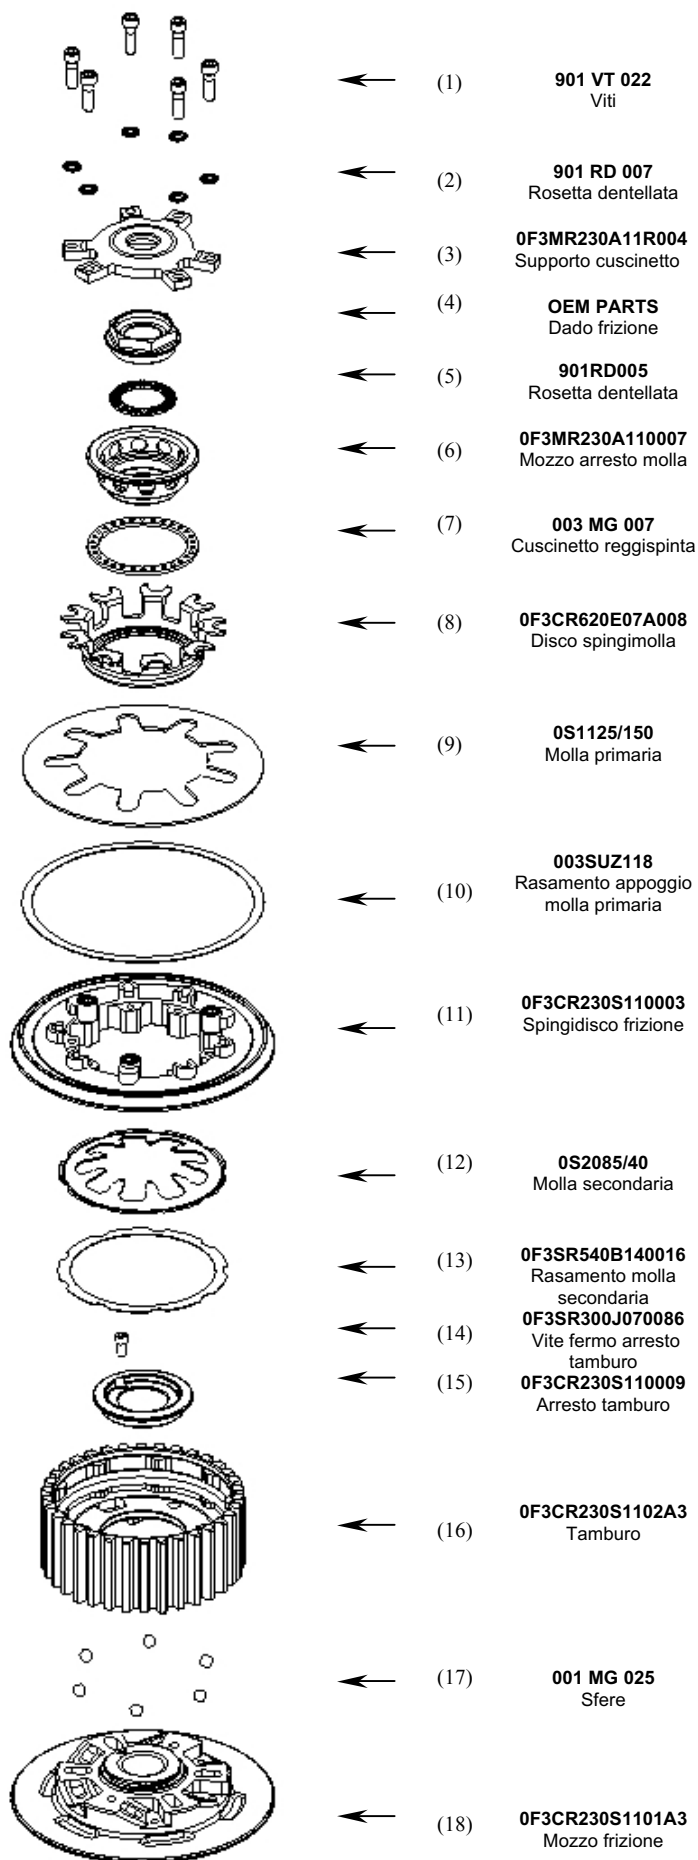 (1) 901 VT 022
Viti
(2) 901 RD 007
Rosetta dentellata
(3) 0F3MR230A11R004
Supporto cuscinetto
(4) OEM PARTS
Dado frizione
(5) 901RD005
Rosetta dentellata
(6) 0F3MR230A110007
Mozzo arresto molla
(7) 003 MG 007
Cuscinetto reggispinta
(8) 0F3CR620E07A008
Disco spingimolla
(9) 0S1125/150
Molla primaria
(10) 003SUZ118
Rasamento appoggio
molla primaria
(11) 0F3CR230S110003
Spingidisco frizione
(12) 0S2085/40
Molla secondaria
(13) 0F3SR540B140016
Rasamento molla
secondaria
(14) 0F3SR300J070086
Vite fermo arresto
tamburo
(15) 0F3CR230S110009
Arresto tamburo
(16) 0F3CR230S1102A3
Tamburo
(17) 001 MG 025
Sfere
(18) 0F3CR230S1101A3
Mozzo frizione